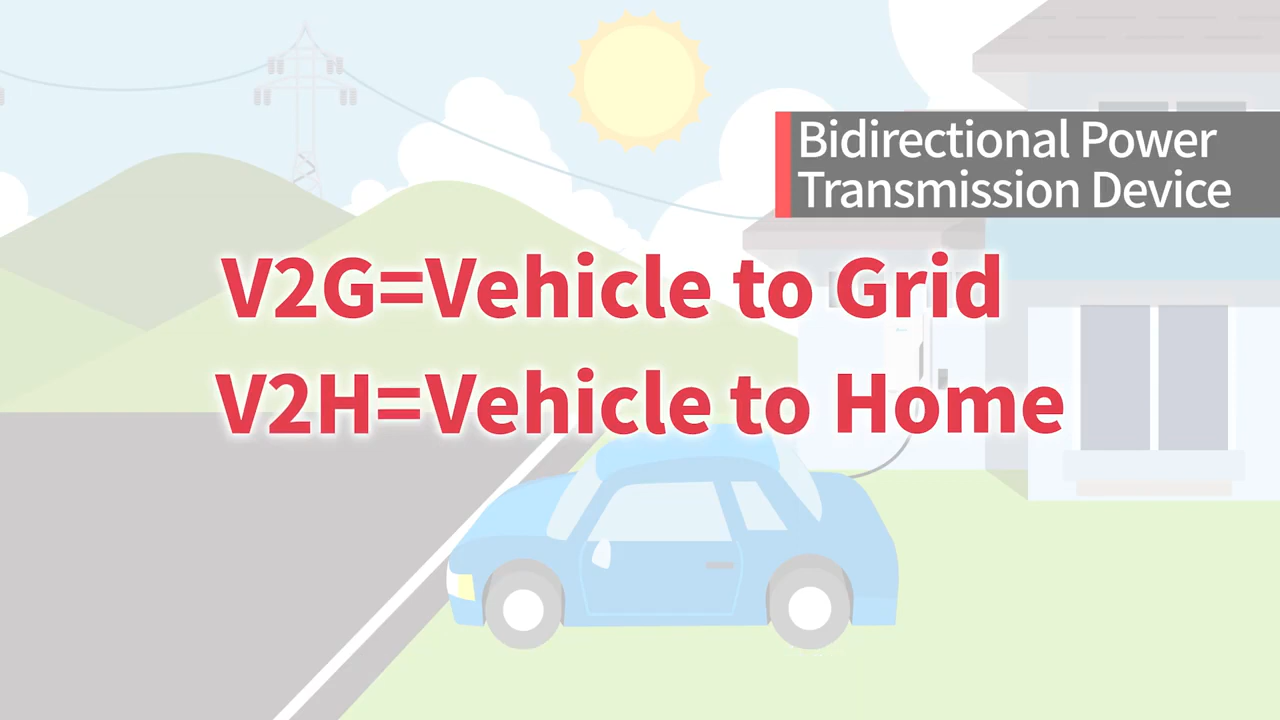 Bidirectional Power
Transmission Device
V2G=Vehicle to Grid
V2H=Vehicle to Home